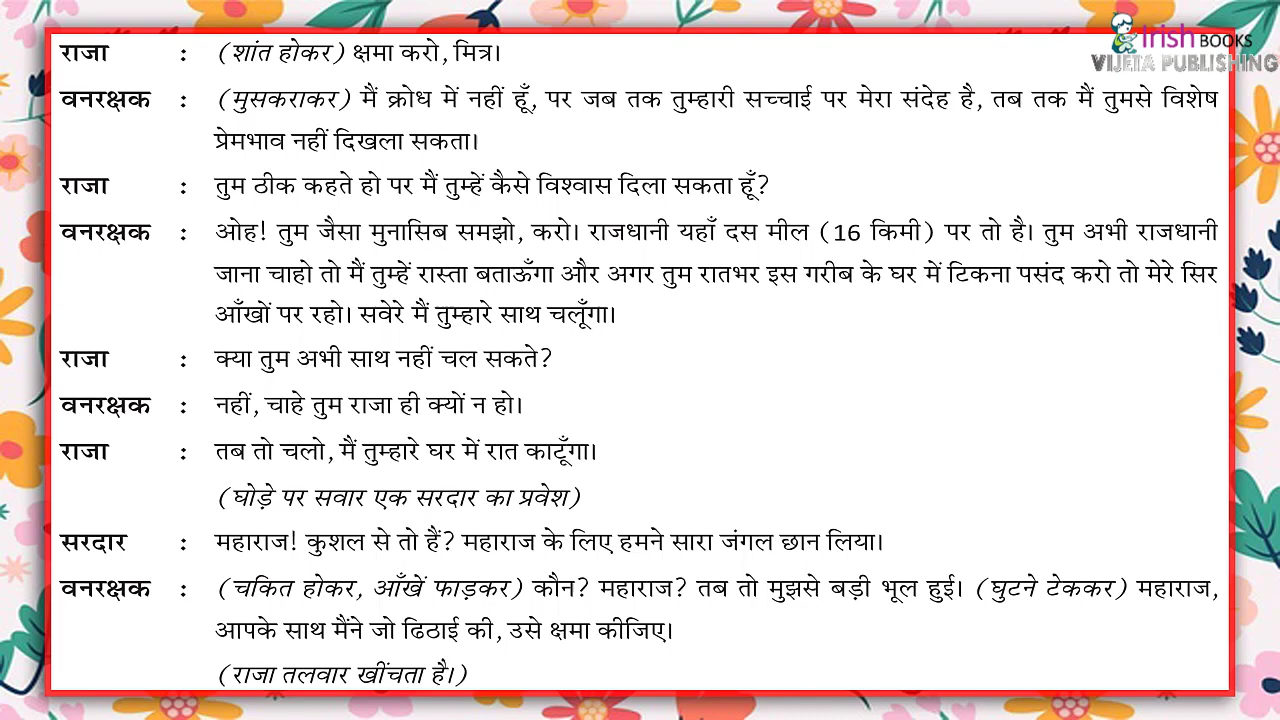 irish BOOKS
VIJETA PUBLISHING
राजा : (शांत होकर) क्षमा करो, मित्र।
वनरक्षक : (मुसकराकर) मैं क्रोध में नहीं हूँ, पर जब तक तुम्हारी सच्चाई पर मेरा संदेह है, तब तक मैं तुमसे विशेष
प्रेमभाव नहीं दिखला सकता।
राजा : तुम ठीक कहते हो पर मैं तुम्हें कैसे विश्वास दिला सकता हूँ?
वनरक्षक : ओह! तुम जैसा मुनासिब समझो, करो। राजधानी यहाँ दस मील (16 किमी) पर तो है। तुम अभी राजधानी
जाना चाहो तो मैं तुम्हें रास्ता बताऊँगा और अगर तुम रातभर इस गरीब के घर में टिकना पसंद करो तो मेरे सिर
आँखों पर रहो। सवेरे मैं तुम्हारे साथ चलूँगा।
राजा : क्या तुम अभी साथ नहीं चल सकते?
वनरक्षक : नहीं, चाहे तुम राजा ही क्यों न हो।
राजा : तब तो चलो, मैं तुम्हारे घर में रात काटूँगा।
(घोड़े पर सवार एक सरदार का प्रवेश)
सरदार : महाराज! कुशल से तो हैं? महाराज के लिए हमने सारा जंगल छान लिया।
वनरक्षक : (चकित होकर, आँखें फाड़कर) कौन? महाराज? तब तो मुझसे बड़ी भूल हुई। (घुटने टेककर) महाराज,
आपके साथ मैंने जो ढिठाई की, उसे क्षमा कीजिए।
(राजा तलवार खींचता है।)